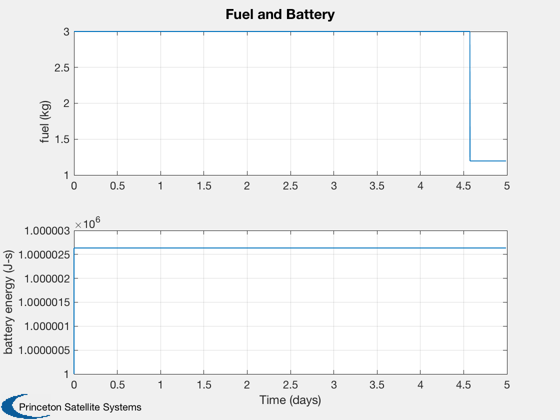 Fuel and Battery
fuel (kg)
3
2.5
2
1.5
1
0 0.5 1 1.5 2 2.5 3 3.5 4 4.5 5
×10^6
battery energy (J-s)
1.000003
1.0000025
1.000002
1.0000015
1.000001
1.0000005
1
0 0.5 1 1.5 2 2.5 3 3.5 4 4.5 5
Time (days)
Princeton Satellite Systems